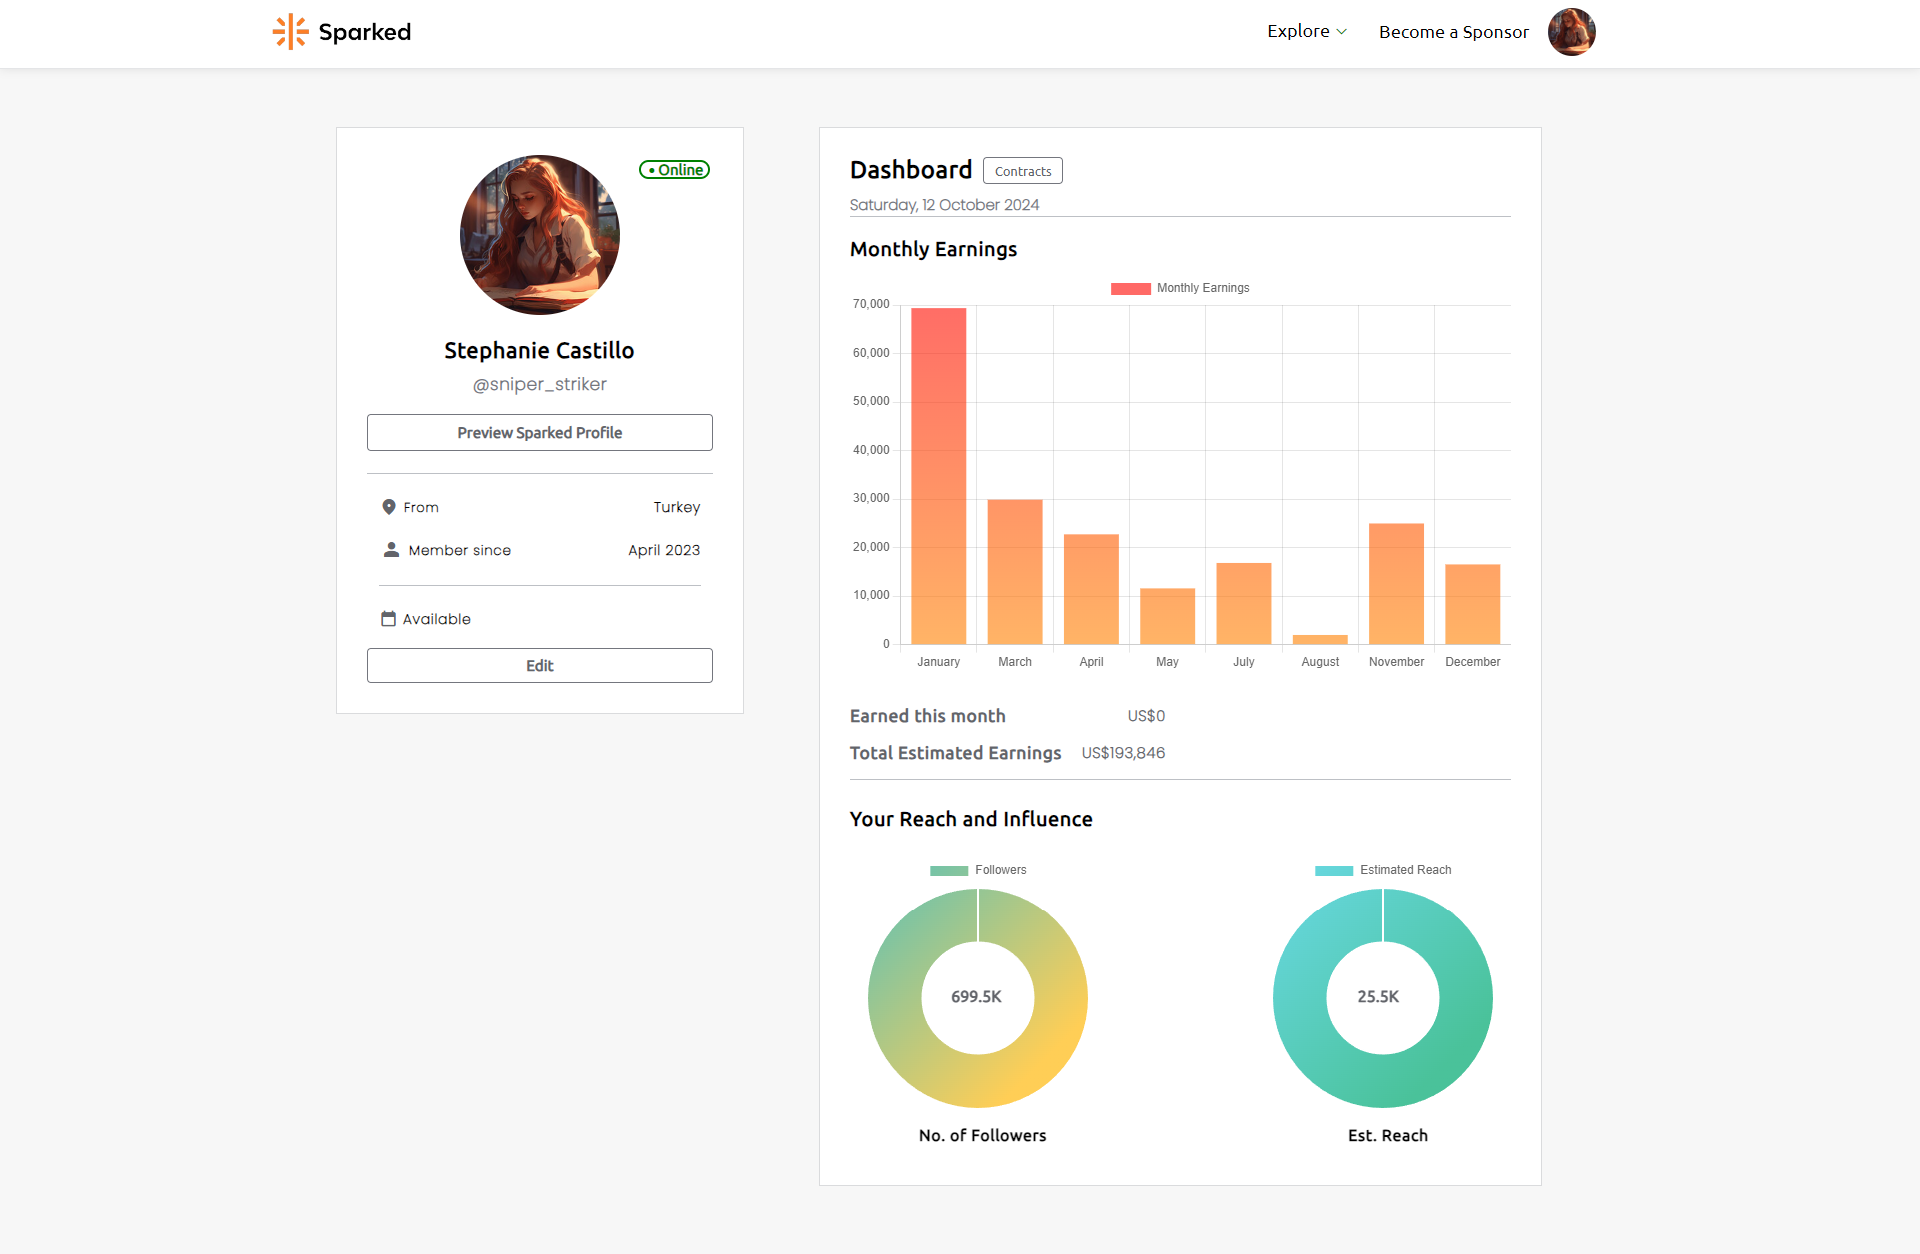 Sparked
Explore
Become a Sponsor
• Online
Stephanie Castillo
@sniper_striker
Preview Sparked Profile
From
Turkey
Member since
April 2023
Available
Edit
Dashboard
Contracts
Saturday, 12 October 2024
Monthly Earnings
Monthly Earnings
70,000
60,000
50,000
40,000
30,000
20,000
10,000
0
January
March
April
May
July
August
November
December
Earned this month
US$0
Total Estimated Earnings
US$193,846
Your Reach and Influence
Followers
699.5K
No. of Followers
Estimated Reach
25.5K
Est. Reach